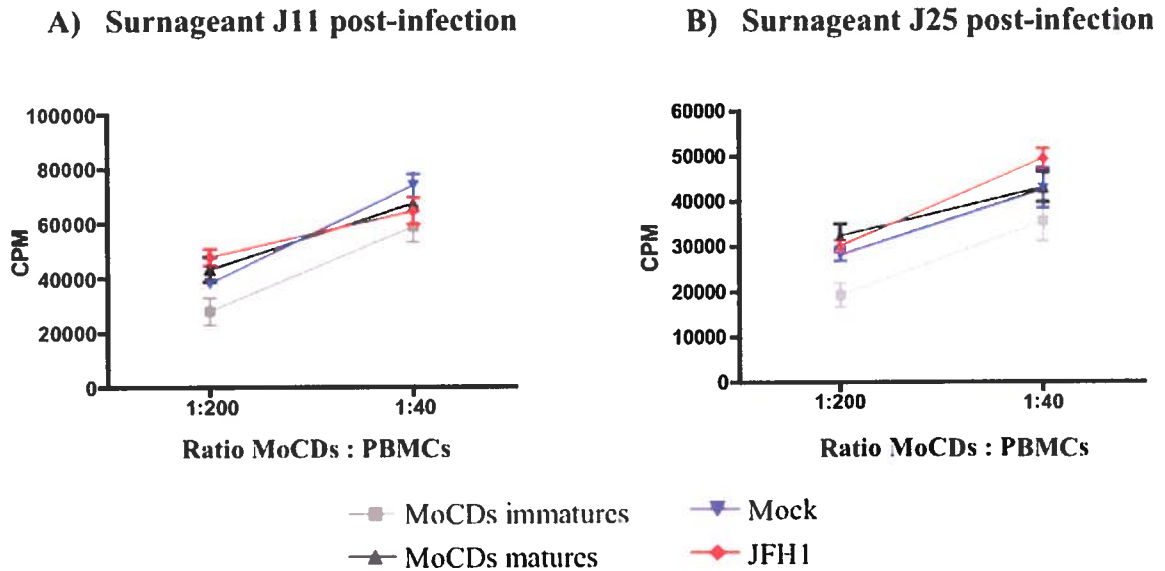 A) Surnageant J11 post-infection
B) Surnageant J25 post-infection
CPM
100000
80000
60000
40000
20000
0
1:200
1:40
Ratio MoCDs : PBMCs
CPM
60000
50000
40000
30000
20000
10000
0
1:200
1:40
Ratio MoCDs : PBMCs
MoCDs immatures
Mock
MoCDs matures
JFH1